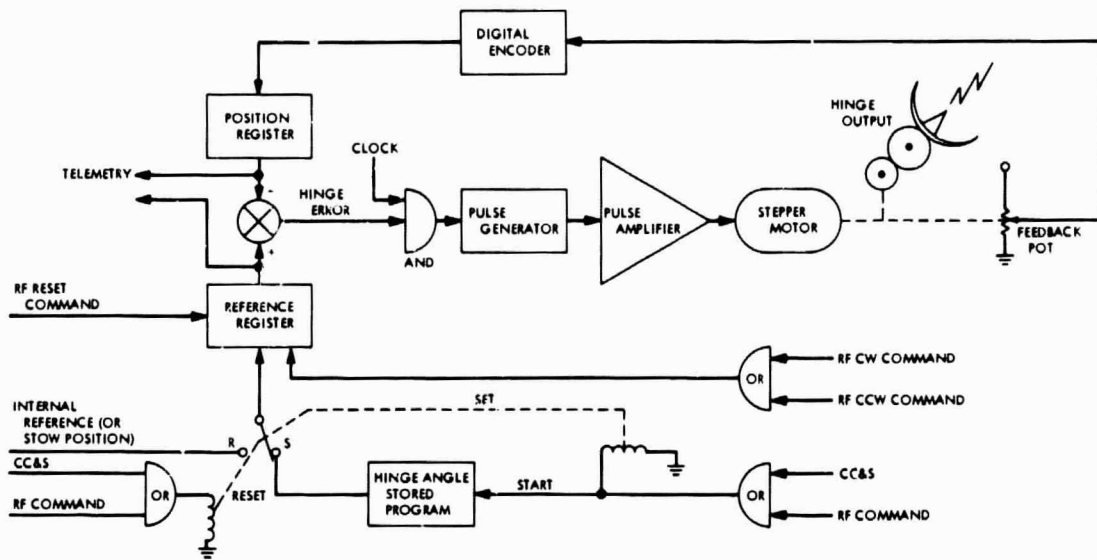 DIGITAL
ENCODER
POSITION
REGISTER
HINGE
OUTPUT
CLOCK
TELEMETRY
-
HINGE
ERROR
PULSE
GENERATOR
PULSE
AMPLIFIER
STEPPER
MOTOR
FEEDBACK
POT
+
AND
RF RESET
COMMAND
REFERENCE
REGISTER
RF CW COMMAND
OR
RF CCW COMMAND
SET
INTERNAL
REFERENCE (OR
STOW POSITION)
R
S
CC&S
OR
RF COMMAND
RESET
HINGE ANGLE
STORED
PROGRAM
START
CC&S
OR
RF COMMAND